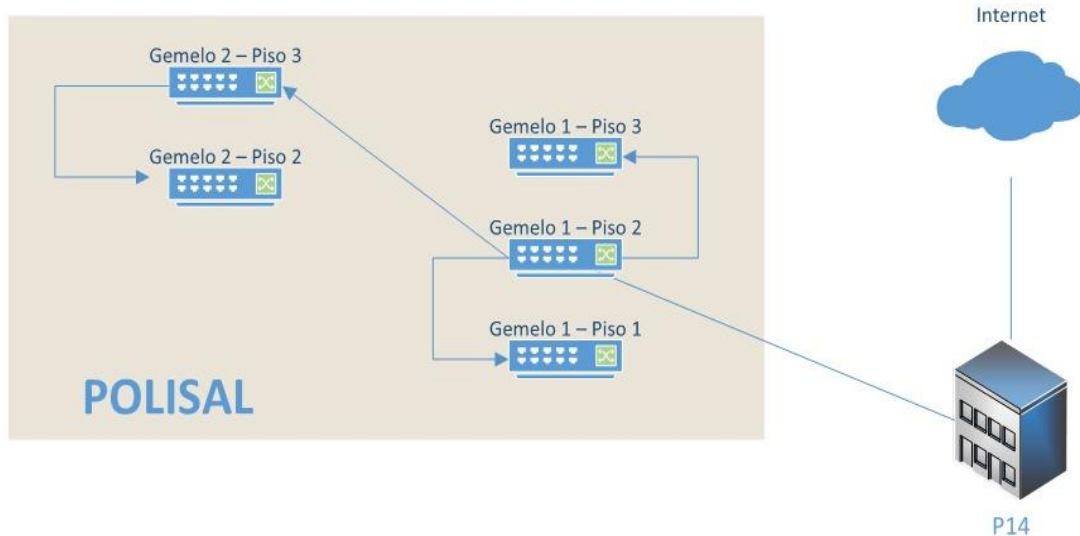 Internet
Gemelo 2 – Piso 3
Gemelo 1 – Piso 3
Gemelo 2 – Piso 2
Gemelo 1 – Piso 2
Gemelo 1 – Piso 1
POLISAL
P14